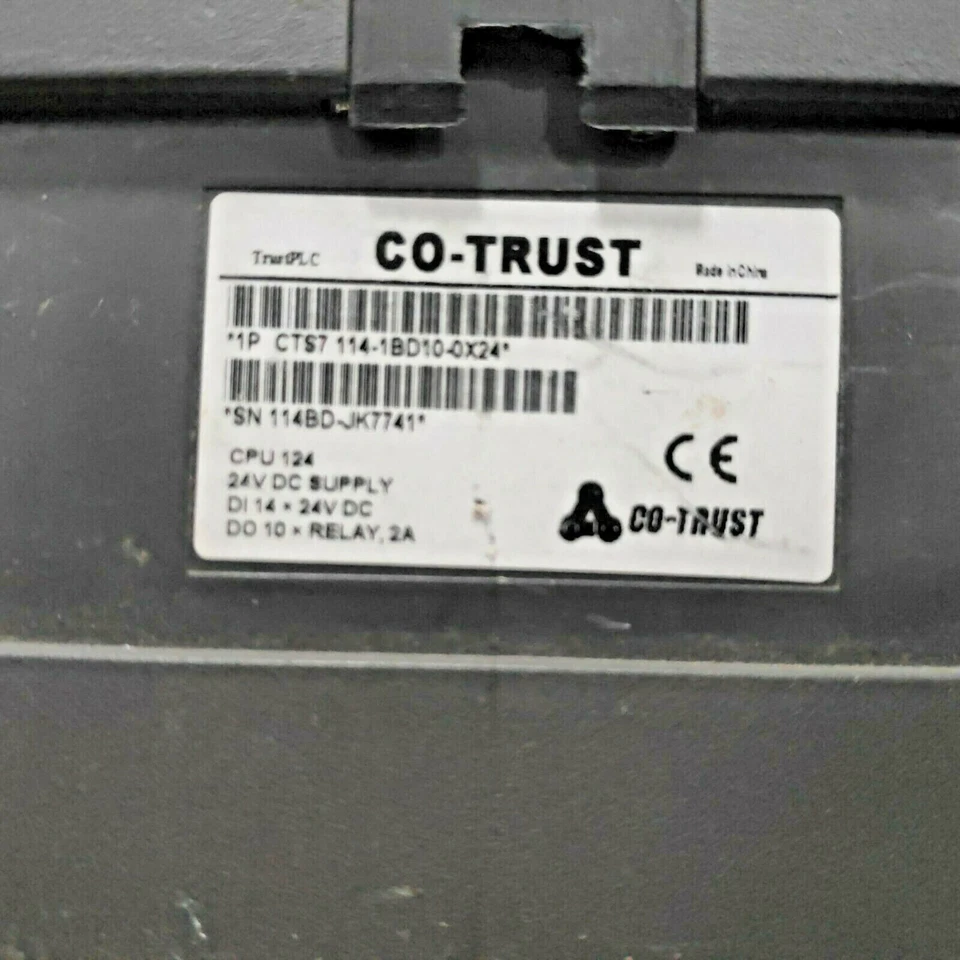 TrustPLC CO-TRUST Made in China
*1P CTS7 114-1BD10-0X24*
*SN 114BD-JK7741*
CPU 124
24V DC SUPPLY
DI 14 × 24V DC
DO 10 × RELAY, 2A
CE
CO-TRUST